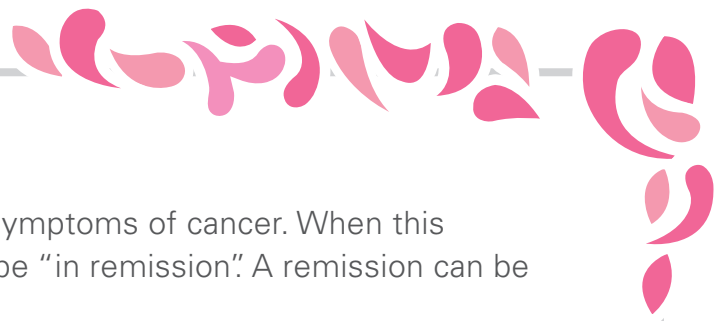 ymptoms of cancer. When this
be “in remission”. A remission can be